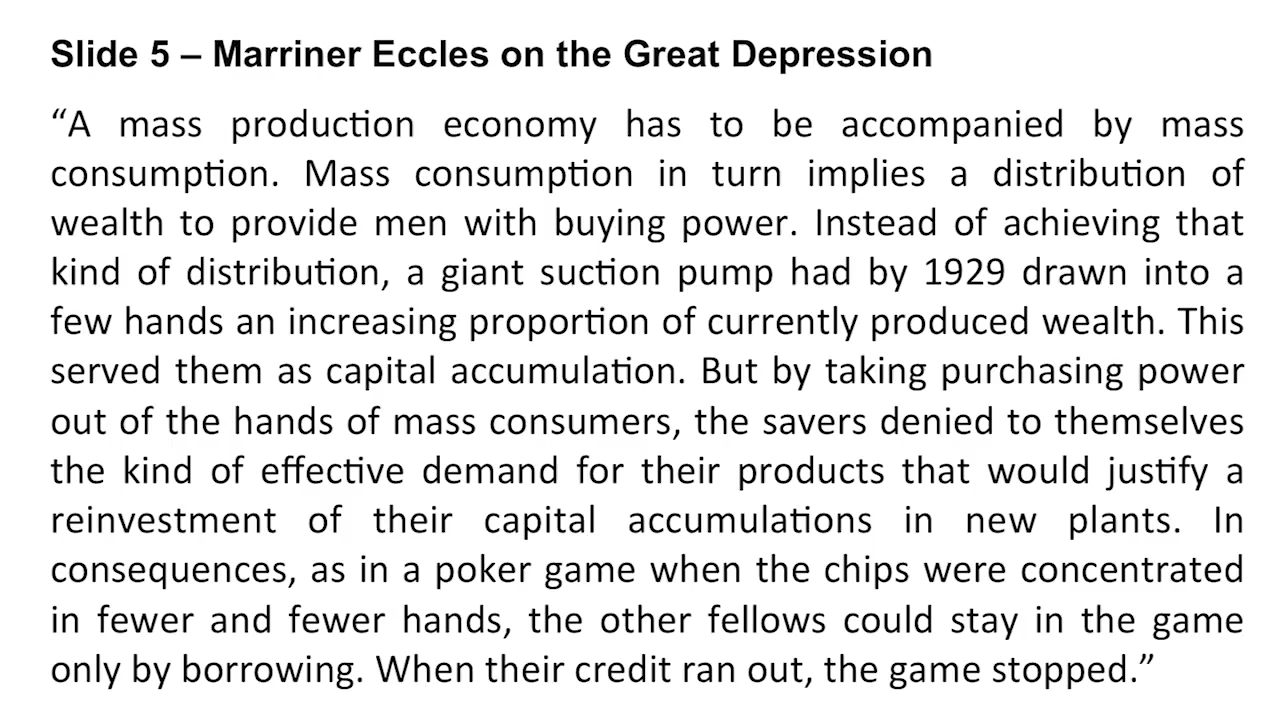 Slide 5 – Marriner Eccles on the Great Depression
“A mass production economy has to be accompanied by mass
consumption. Mass consumption in turn implies a distribution of
wealth to provide men with buying power. Instead of achieving that
kind of distribution, a giant suction pump had by 1929 drawn into a
few hands an increasing proportion of currently produced wealth. This
served them as capital accumulation. But by taking purchasing power
out of the hands of mass consumers, the savers denied to themselves
the kind of effective demand for their products that would justify a
reinvestment of their capital accumulations in new plants. In
consequences, as in a poker game when the chips were concentrated
in fewer and fewer hands, the other fellows could stay in the game
only by borrowing. When their credit ran out, the game stopped.”